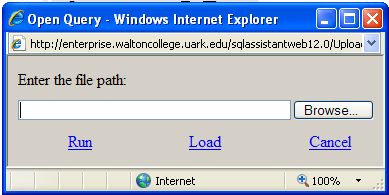 Open Query - Windows Internet Explorer
http://enterprise.waltoncollege.uark.edu/sqlassistantweb12.0/Uploa
Enter the file path:
Browse...
Run Load Cancel
Internet 100%